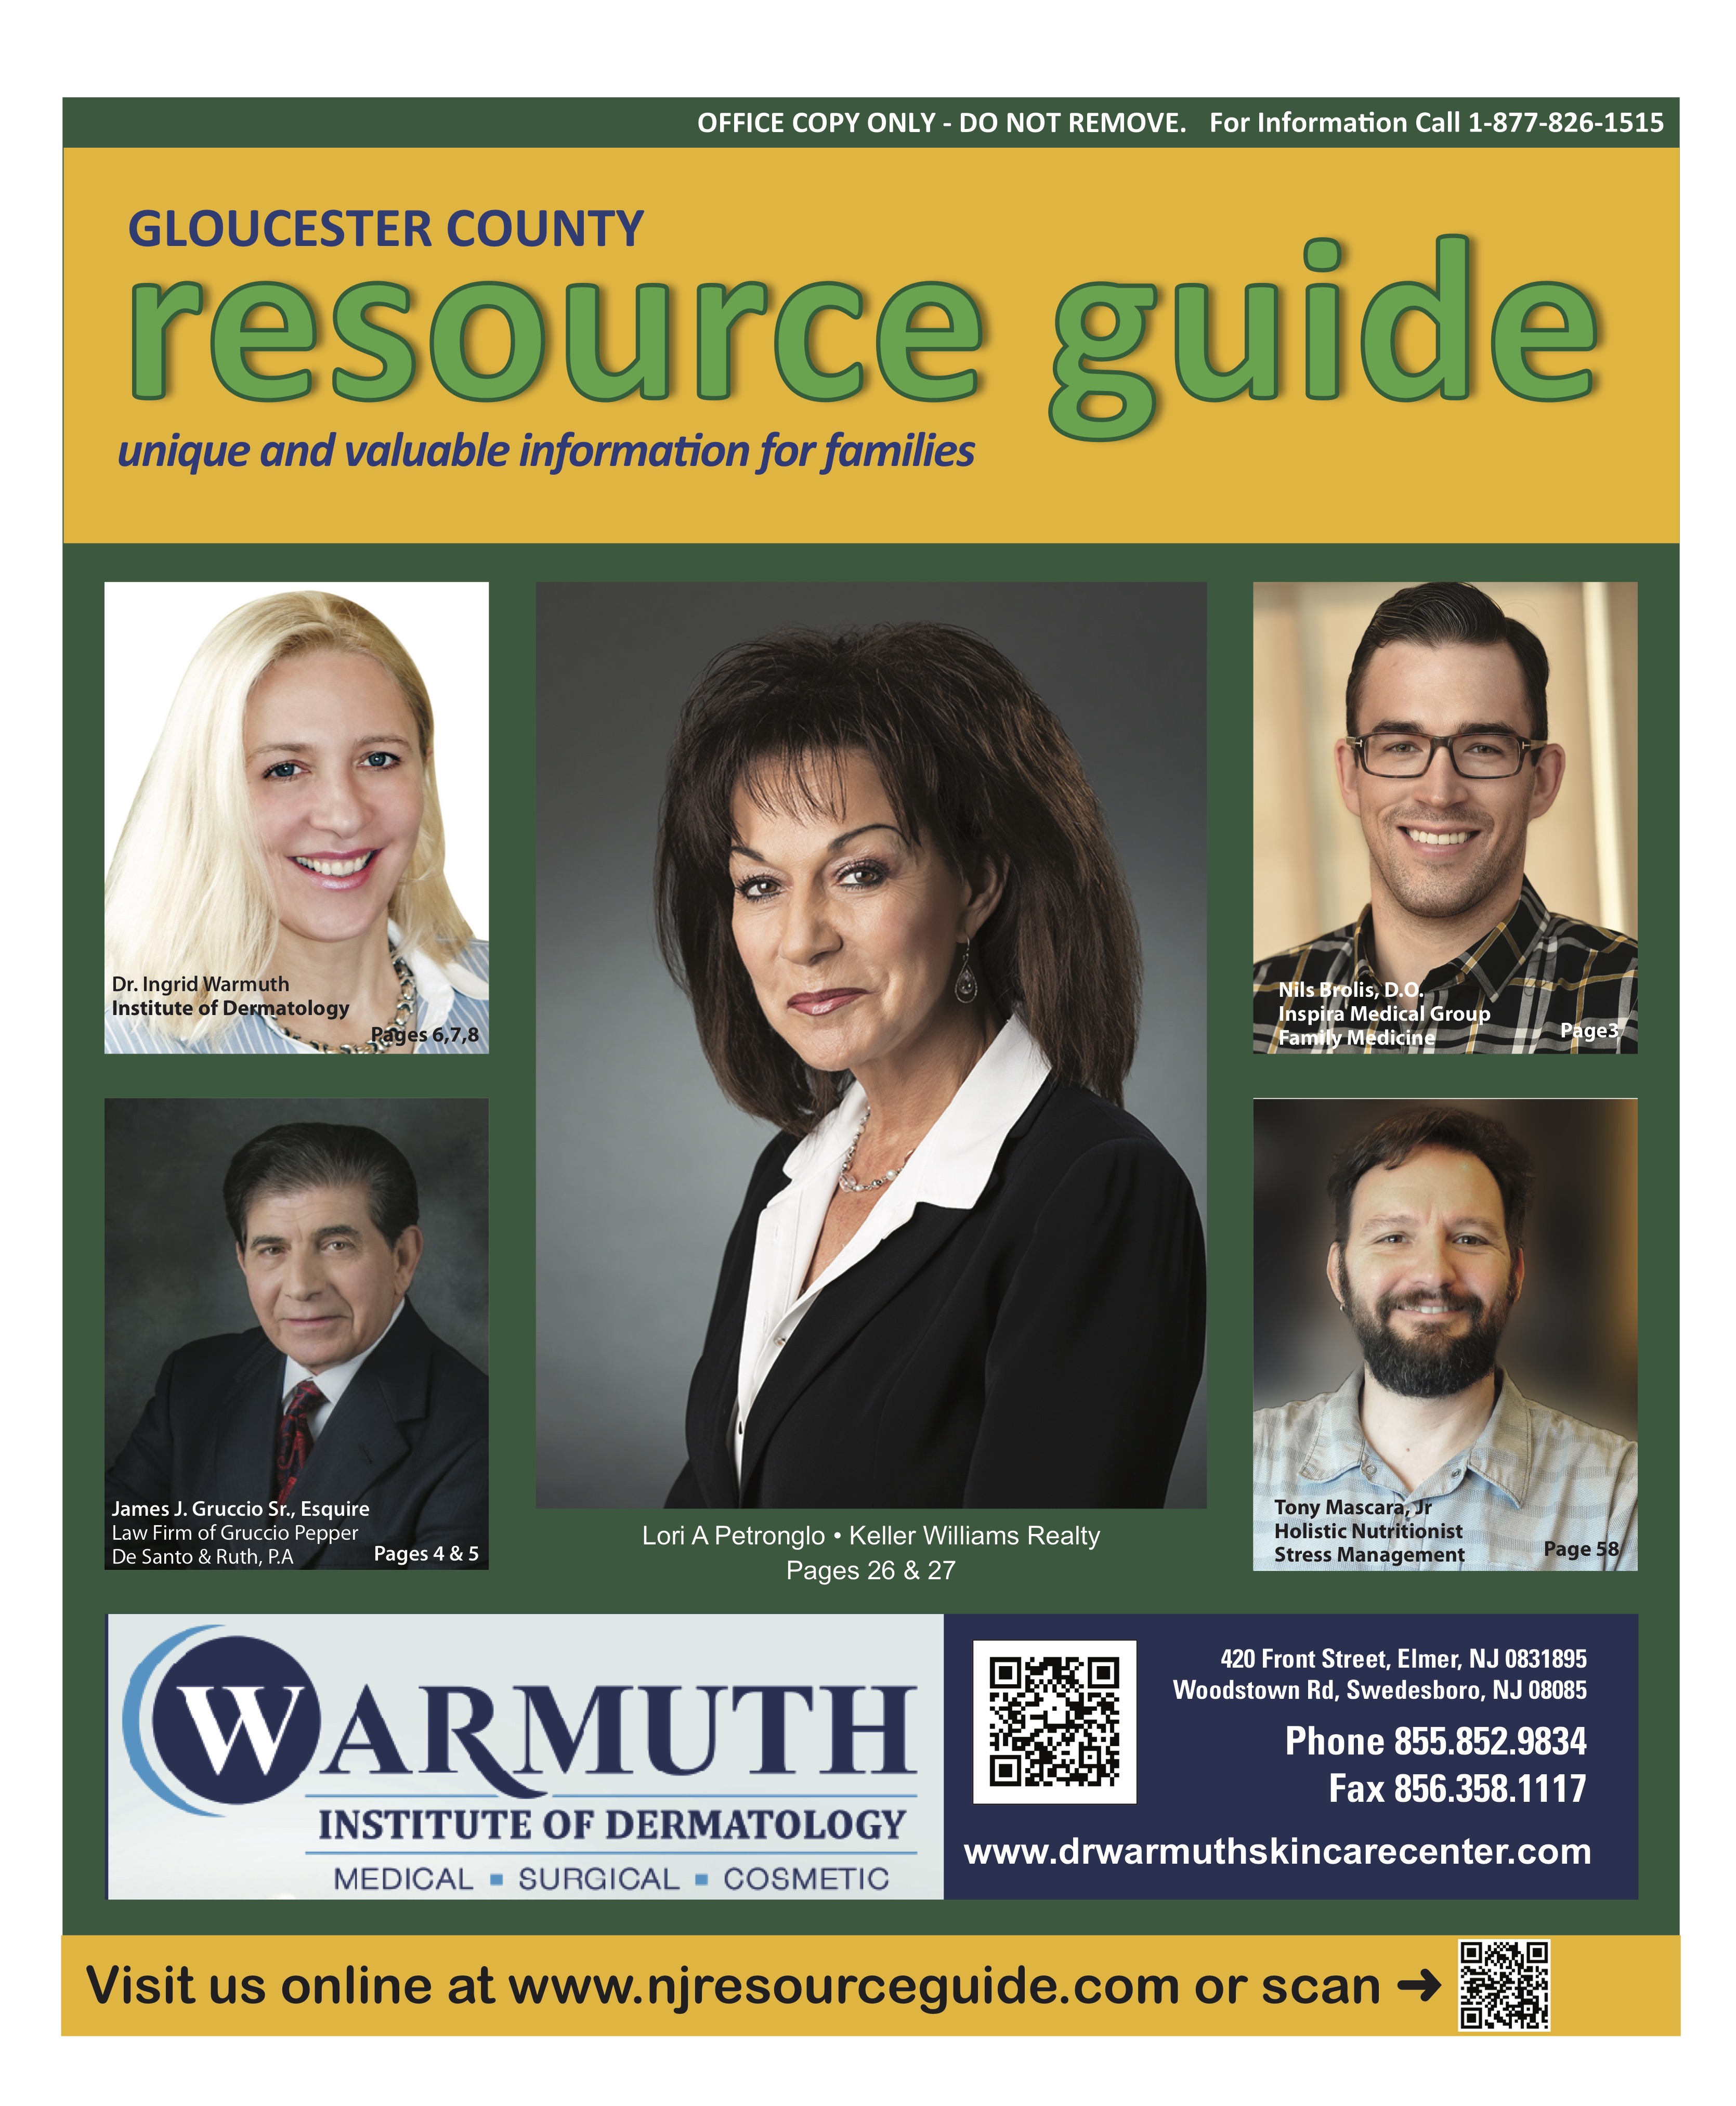 OFFICE COPY ONLY - DO NOT REMOVE. For Information Call 1-877-826-1515
GLOUCESTER COUNTY
resource guide
unique and valuable information for families
Dr. Ingrid Warmuth
Institute of Dermatology
Pages 6,7,8
Nils Brolis, D.O.
Inspira Medical Group
Family Medicine
Page3
James J. Gruccio Sr., Esquire
Law Firm of Gruccio Pepper
De Santo & Ruth, P.A
Pages 4 & 5
Lori A Petronglo • Keller Williams Realty
Pages 26 & 27
Tony Mascara, Jr
Holistic Nutritionist
Stress Management
Page 58
WARMUTH
INSTITUTE OF DERMATOLOGY
MEDICAL ▪ SURGICAL ▪ COSMETIC
420 Front Street, Elmer, NJ 0831895
Woodstown Rd, Swedesboro, NJ 08085
Phone 855.852.9834
Fax 856.358.1117
www.drwarmuthskincarecenter.com
Visit us online at www.njresourceguide.com or scan ➜